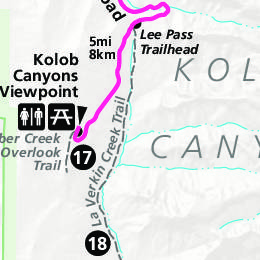 oad
5mi
8km
Lee Pass
Trailhead
Kolob
Canyons
Viewpoint
KOL
ber Creek
Overlook
Trail
17
CANY
La Verkin Creek Trail
18